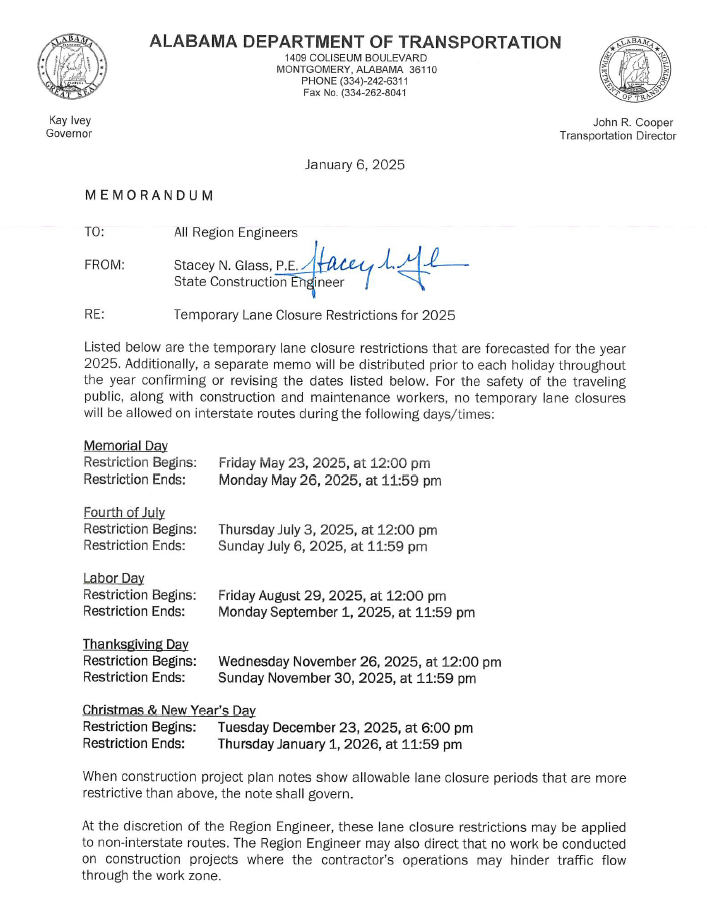 ALABAMA DEPARTMENT OF TRANSPORTATION
1409 COLISEUM BOULEVARD
MONTGOMERY, ALABAMA 36110
PHONE (334)-242-6311
Fax No. (334-262-8041
ALABAMA
GREAT SEAL
ALABAMA
DEPARTMENT OF TRANSPORTATION
Kay Ivey
Governor
John R. Cooper
Transportation Director
January 6, 2025
MEMORANDUM
TO: All Region Engineers
FROM: Stacey N. Glass, P.E.
State Construction Engineer
RE: Temporary Lane Closure Restrictions for 2025
Listed below are the temporary lane closure restrictions that are forecasted for the year
2025. Additionally, a separate memo will be distributed prior to each holiday throughout
the year confirming or revising the dates listed below. For the safety of the traveling
public, along with construction and maintenance workers, no temporary lane closures
will be allowed on interstate routes during the following days/times:
Memorial Day
Restriction Begins: Friday May 23, 2025, at 12:00 pm
Restriction Ends: Monday May 26, 2025, at 11:59 pm
Fourth of July
Restriction Begins: Thursday July 3, 2025, at 12:00 pm
Restriction Ends: Sunday July 6, 2025, at 11:59 pm
Labor Day
Restriction Begins: Friday August 29, 2025, at 12:00 pm
Restriction Ends: Monday September 1, 2025, at 11:59 pm
Thanksgiving Day
Restriction Begins: Wednesday November 26, 2025, at 12:00 pm
Restriction Ends: Sunday November 30, 2025, at 11:59 pm
Christmas & New Year's Day
Restriction Begins: Tuesday December 23, 2025, at 6:00 pm
Restriction Ends: Thursday January 1, 2026, at 11:59 pm
When construction project plan notes show allowable lane closure periods that are more
restrictive than above, the note shall govern.
At the discretion of the Region Engineer, these lane closure restrictions may be applied
to non-interstate routes. The Region Engineer may also direct that no work be conducted
on construction projects where the contractor's operations may hinder traffic flow
through the work zone.